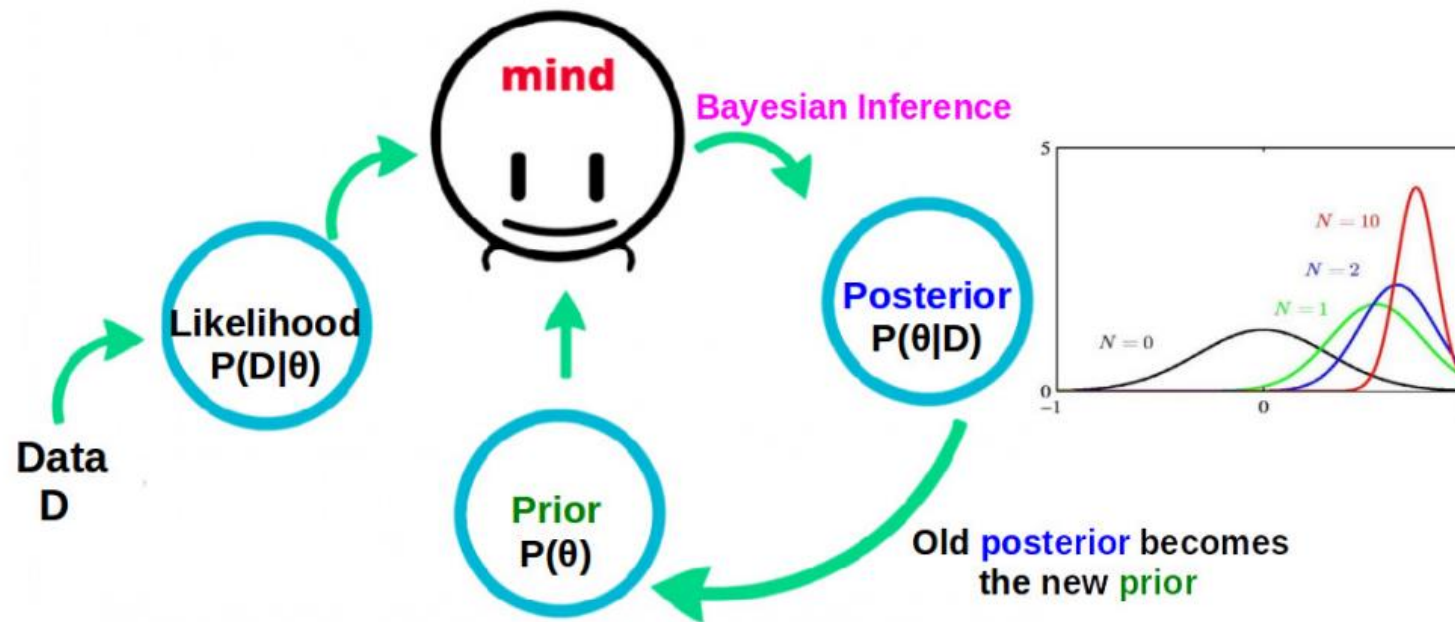 mind
Bayesian Inference
5
N = 10
N = 2
N = 1
N = 0
0
−1
0
Likelihood
P(D|θ)
Posterior
P(θ|D)
Data
D
Prior
P(θ)
Old posterior becomes
the new prior